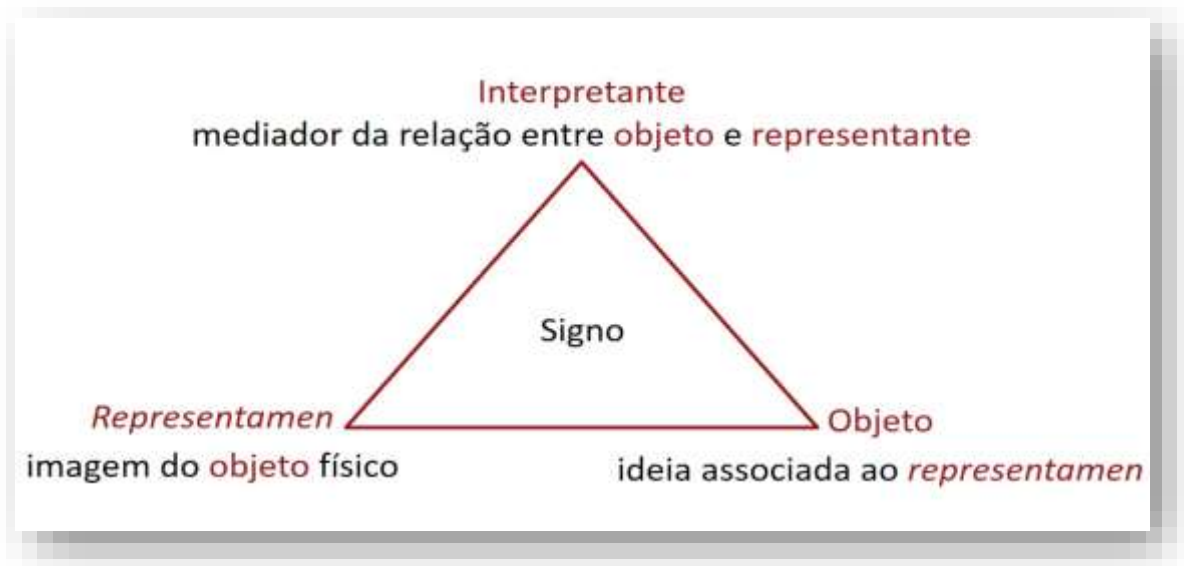 Interpretante
mediador da relação entre objeto e representante
Signo
Representamen
Objeto
imagem do objeto físico
ideia associada ao representamen